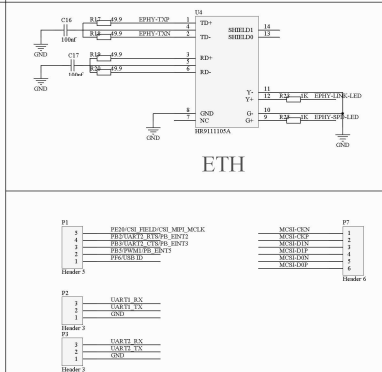 U4
C16
100nf
GND
R17 49.9 EPHY-TXP 1 TD+
4
R18 49.9 EPHY-TXN 2 TD-
SHIELD1 14
SHIELD0 13
C17
100nf
GND
R19 49.9 3 RD+
5
R20 49.9 6 RD-
Y- 11
Y+ 12 R23 1K EPHY-LINK-LED
8 GND
7 NC
GND
G- 10
G+ 9 EPHY-SPD-LED
GND
HR911105A
ETH
P1
5 PE20/CSI_FIELD/CSI_MIPI_MCLK
4 PB2/UART2_RTS/PB_EINT2
3 PB3/UART2_CTS/PB_EINT3
2 PB5/PWM1/PB_EINT5
1 PF6/USB ID
Header 5
P7
MCSI-CKN 1
MCSI-CKP 2
MCSI-D1N 3
MCSI-D1P 4
MCSI-D0N 5
MCSI-D0P 6
Header 6
P2
3 UART1_RX
2 UART1_TX
1 GND
Header 3
P3
3 UART2_RX
2 UART2_TX
1 GND
Header 3